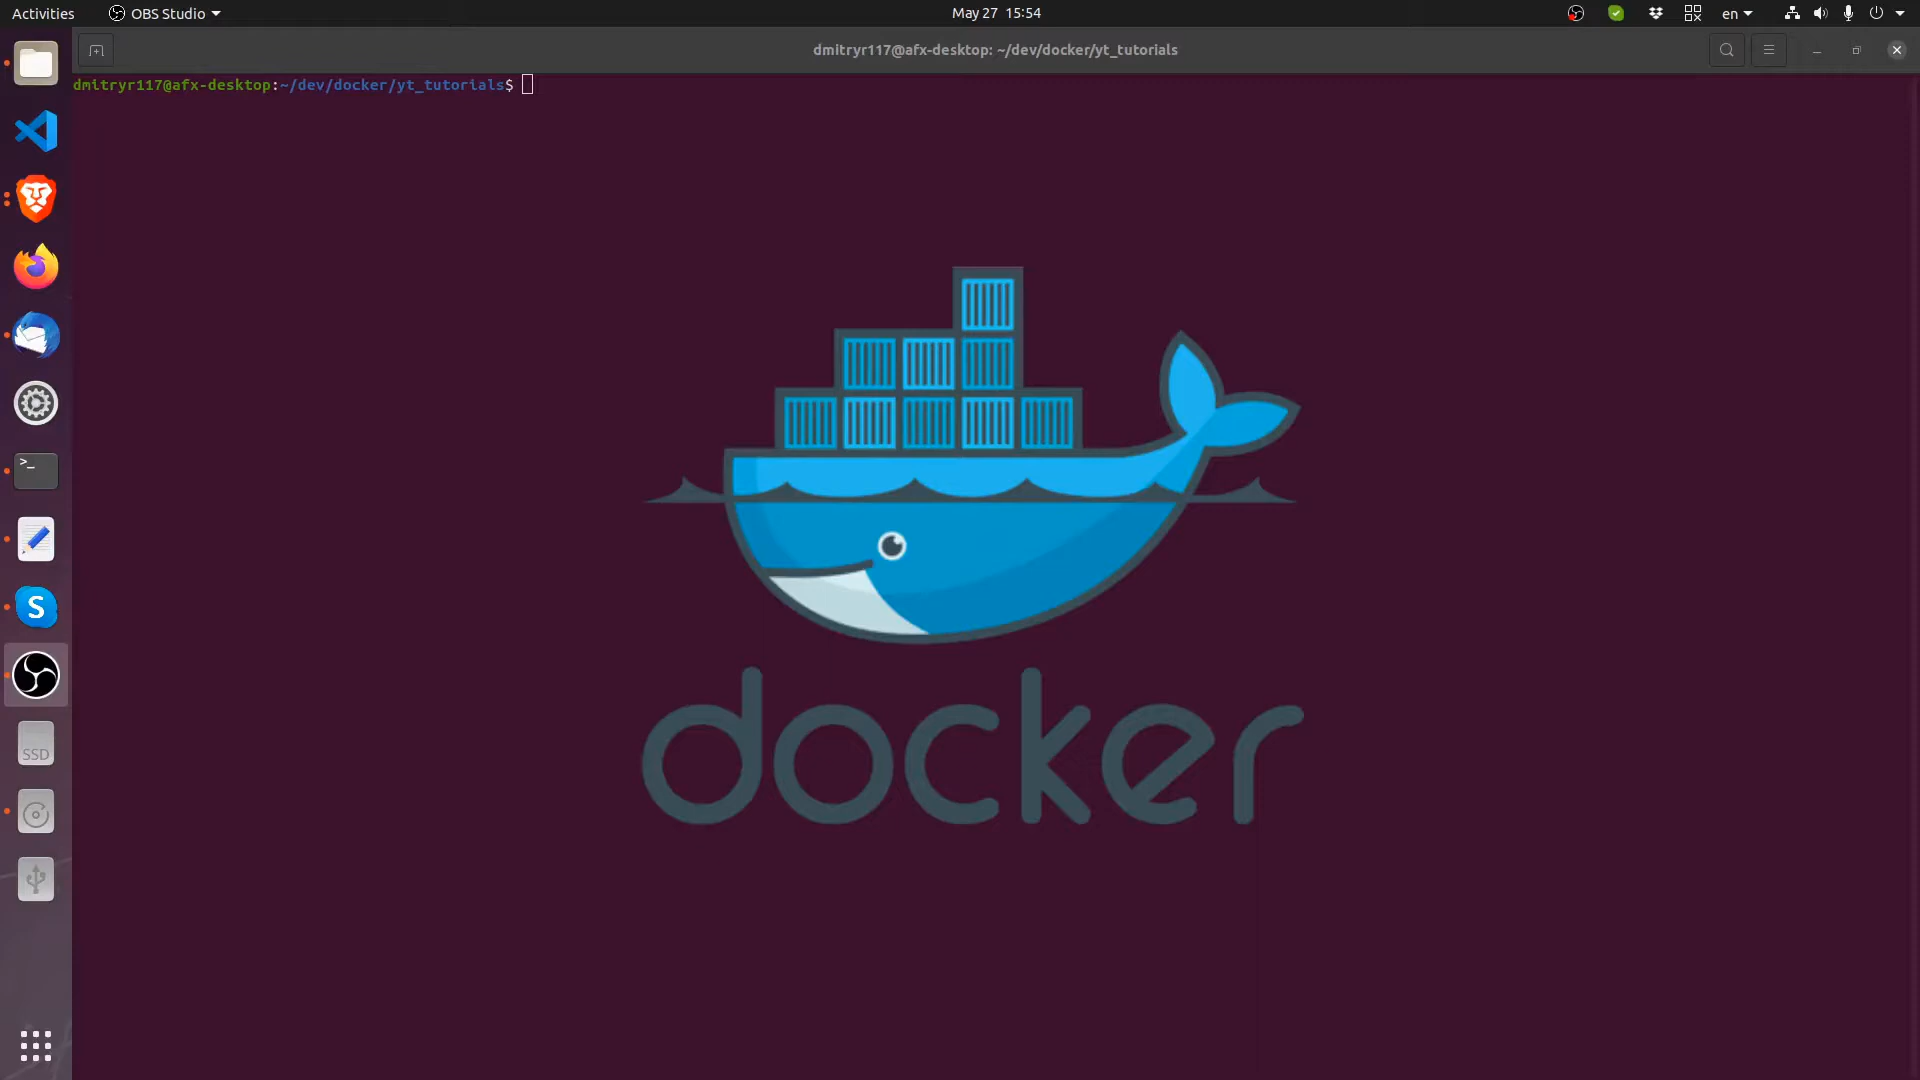 Activities OBS Studio May 27 15:54 en
dmitryr117@afx-desktop: ~/dev/docker/yt_tutorials
dmitryr117@afx-desktop:~/dev/docker/yt_tutorials$
>_
S
SSD
docker